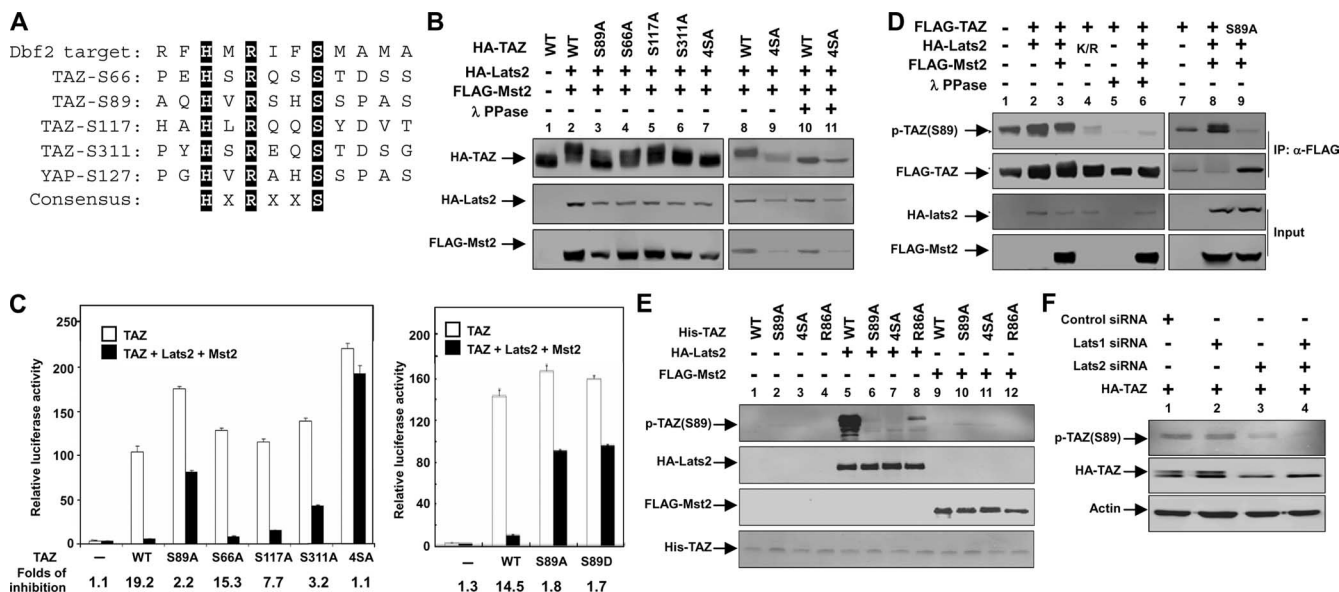 A
Dbf2 target: R F H M R I F S M A M A
TAZ-S66: P E H S R Q S S T D S S
TAZ-S89: A Q H V R S H S S P A S
TAZ-S117: H A H L R Q Q S Y D V T
TAZ-S311: P Y H S R E Q S T D S G
YAP-S127: P G H V R A H S S P A S
Consensus: H X R X X S
B
HA-TAZ WT WT S89A S66A S117A S311A 4SA WT 4SA WT 4SA
HA-Lats2 - + + + + + + + + + +
FLAG-Mst2 - + + + + + + + + + +
λ PPase - - - - - - - - - + +
1 2 3 4 5 6 7 8 9 10 11
HA-TAZ
HA-Lats2
FLAG-Mst2
C
Relative luciferase activity
250
200
150
100
50
0
TAZ
TAZ + Lats2 + Mst2
TAZ – WT S89A S66A S117A S311A 4SA
Folds of inhibition 1.1 19.2 2.2 15.3 7.7 3.2 1.1
Relative luciferase activity
200
160
120
80
40
0
TAZ
TAZ + Lats2 + Mst2
– WT S89A S89D
1.3 14.5 1.8 1.7
D
FLAG-TAZ - + + + + + + + S89A
HA-Lats2 - + + K/R - + - + +
FLAG-Mst2 - - + - - + - + +
λ PPase - - - - + + - - -
1 2 3 4 5 6 7 8 9
p-TAZ(S89)
FLAG-TAZ
HA-lats2
FLAG-Mst2
IP: α-FLAG
Input
E
His-TAZ WT S89A 4SA R86A WT S89A 4SA R86A WT S89A 4SA R86A
HA-Lats2 - - - - + + + + - - - -
FLAG-Mst2 - - - - - - - - + + + +
1 2 3 4 5 6 7 8 9 10 11 12
p-TAZ(S89)
HA-Lats2
FLAG-Mst2
His-TAZ
F
Control siRNA + - - -
Lats1 siRNA - + - +
Lats2 siRNA - - + +
HA-TAZ + + + +
1 2 3 4
p-TAZ(S89)
HA-TAZ
Actin